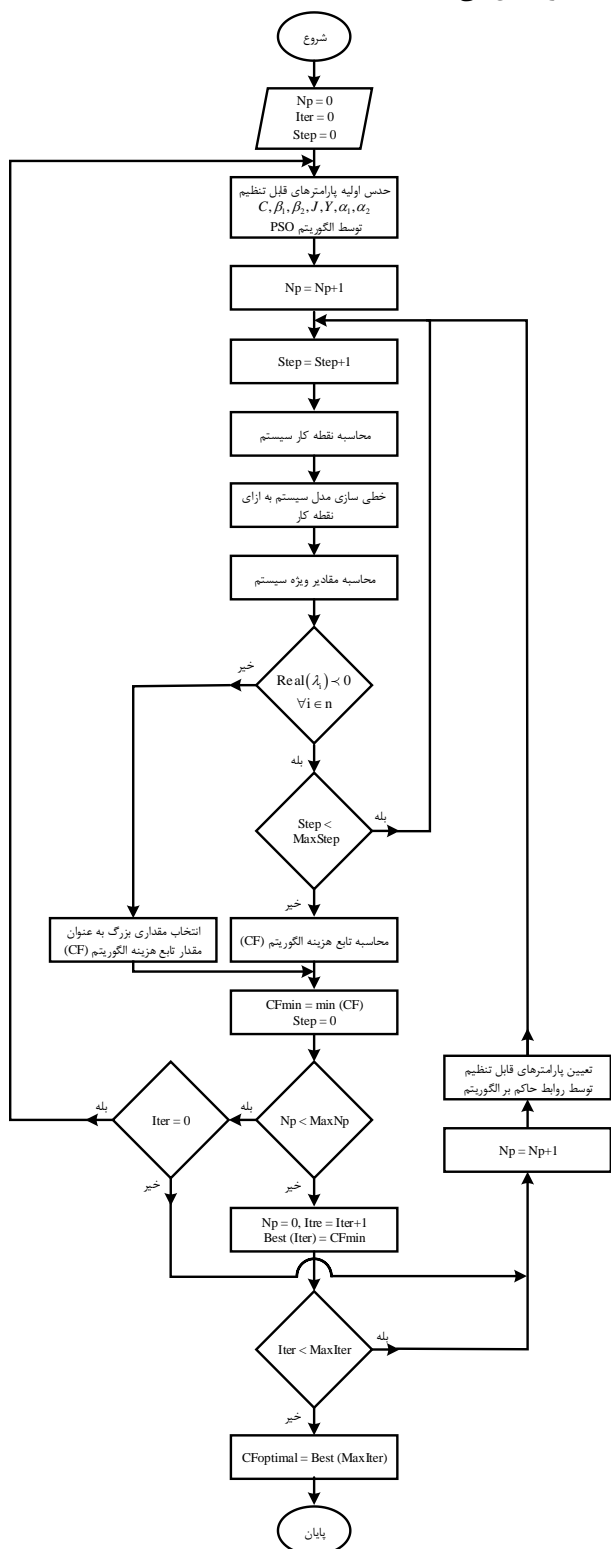 شروع
Np = 0
Iter = 0
Step = 0
حدس اولیه پارامترهای قابل تنظیم
C, β₁, β₂, J, Y, α₁, α₂
توسط الگوریتم PSO
Np = Np+1
Step = Step+1
محاسبه نقطه کار سیستم
خطی سازی مدل سیستم به ازای
نقطه کار
محاسبه مقادیر ویژه سیستم
خیر
Real(λᵢ) ≺ 0
∀i ∈ n
بله
Step <
MaxStep
بله
خیر
انتخاب مقداری بزرگ به عنوان
مقدار تابع هزینه الگوریتم (CF)
محاسبه تابع هزینه الگوریتم (CF)
CFmin = min (CF)
Step = 0
تعیین پارامترهای قابل تنظیم
توسط روابط حاکم بر الگوریتم
بله
Iter = 0
بله
Np < MaxNp
Np = Np+1
خیر
خیر
Np = 0, Itre = Iter+1
Best (Iter) = CFmin
Iter < MaxIter
بله
خیر
CFoptimal = Best (MaxIter)
پایان